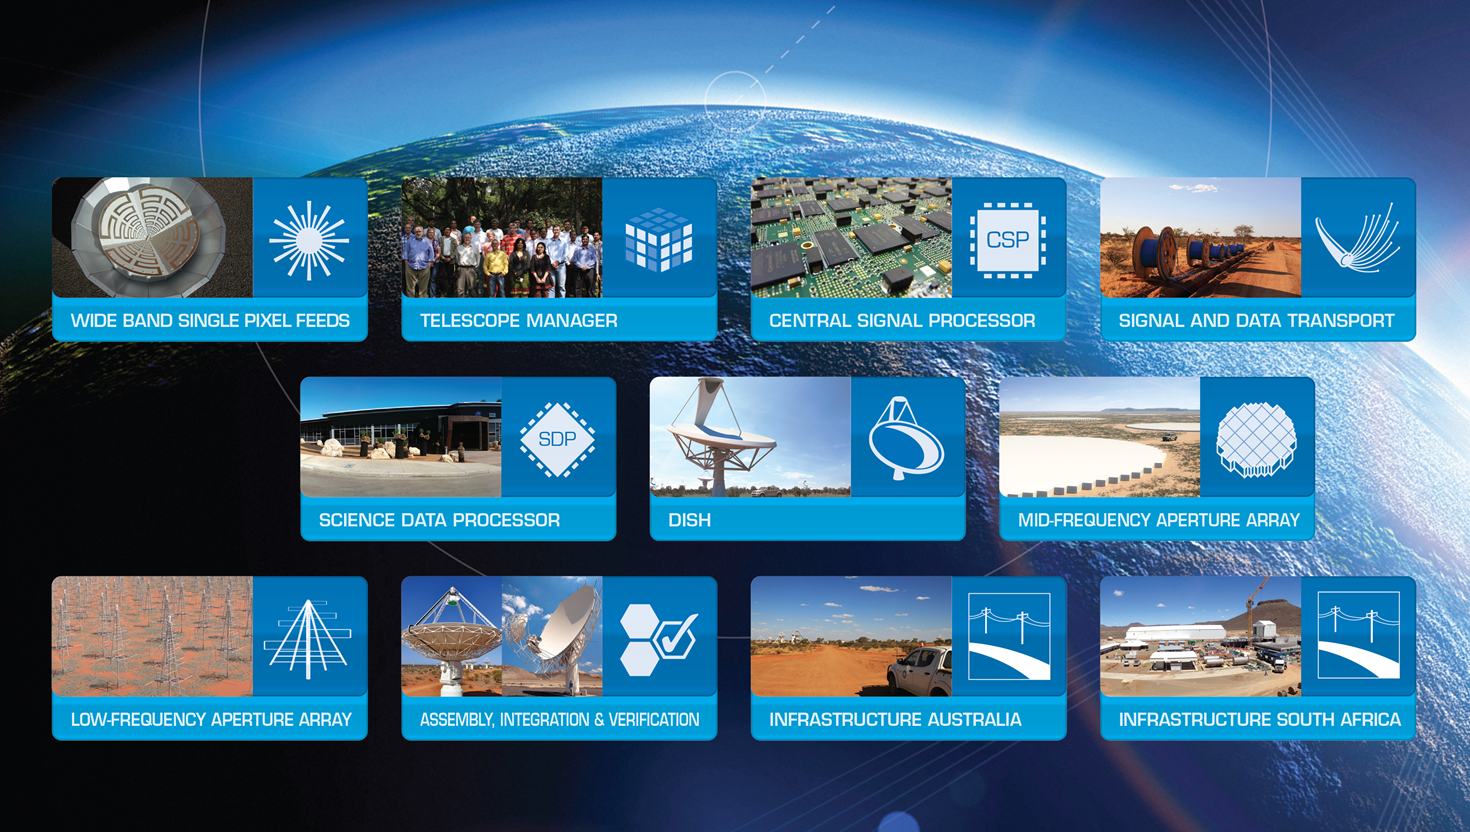 WIDE BAND SINGLE PIXEL FEEDS
TELESCOPE MANAGER
CSP
CENTRAL SIGNAL PROCESSOR
SIGNAL AND DATA TRANSPORT
SDP
SCIENCE DATA PROCESSOR
DISH
MID-FREQUENCY APERTURE ARRAY
LOW-FREQUENCY APERTURE ARRAY
ASSEMBLY, INTEGRATION & VERIFICATION
INFRASTRUCTURE AUSTRALIA
INFRASTRUCTURE SOUTH AFRICA